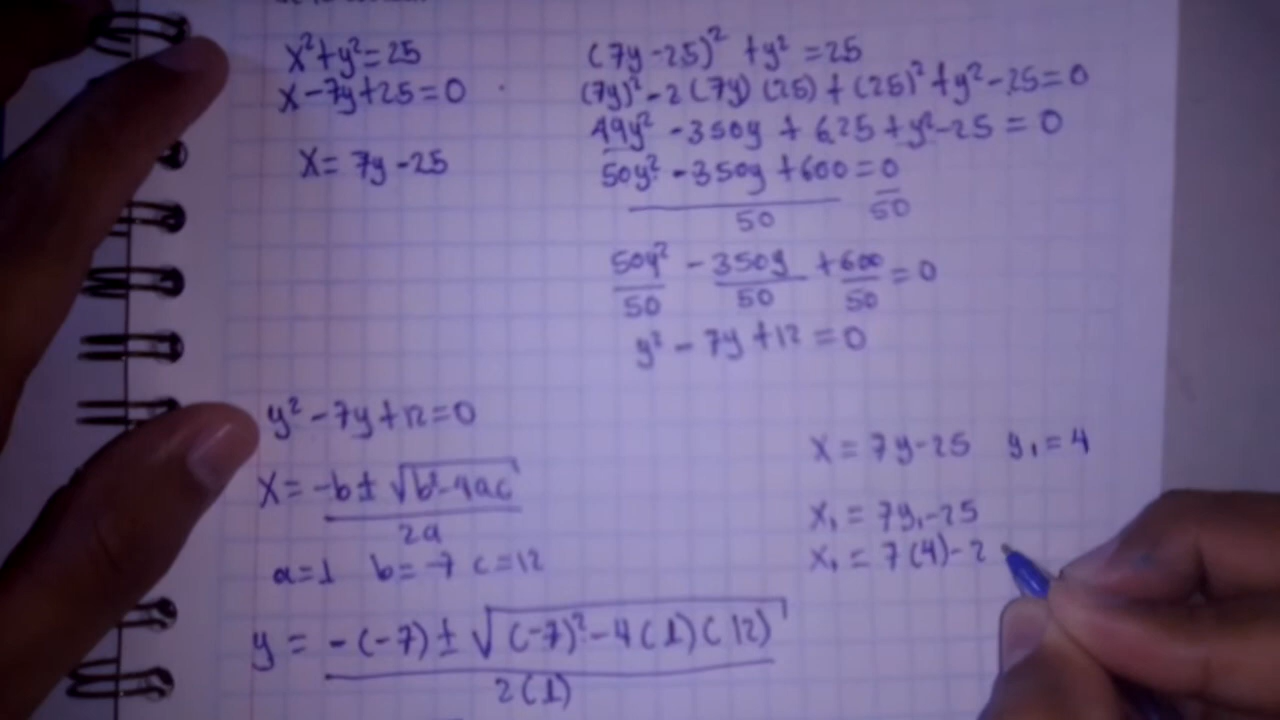 x²+y²=25
x-7y+25=0
x=7y-25
(7y-25)²+y²=25
(7y)²-2(7y)(25)+(25)²+y²-25=0
49y²-350y+625+y²-25=0
50y²-350y+600=0
50 50
50y² -350y +600 =0
50 50 50
y²-7y+12=0
y²-7y+12=0
x=-b±√b²-4ac
2a
a=1 b=-7 c=12
y=-(-7)±√(-7)²-4(1)(12)
2(1)
x=7y-25 y₁=4
x₁=7y₁-25
x₁=7(4)-2